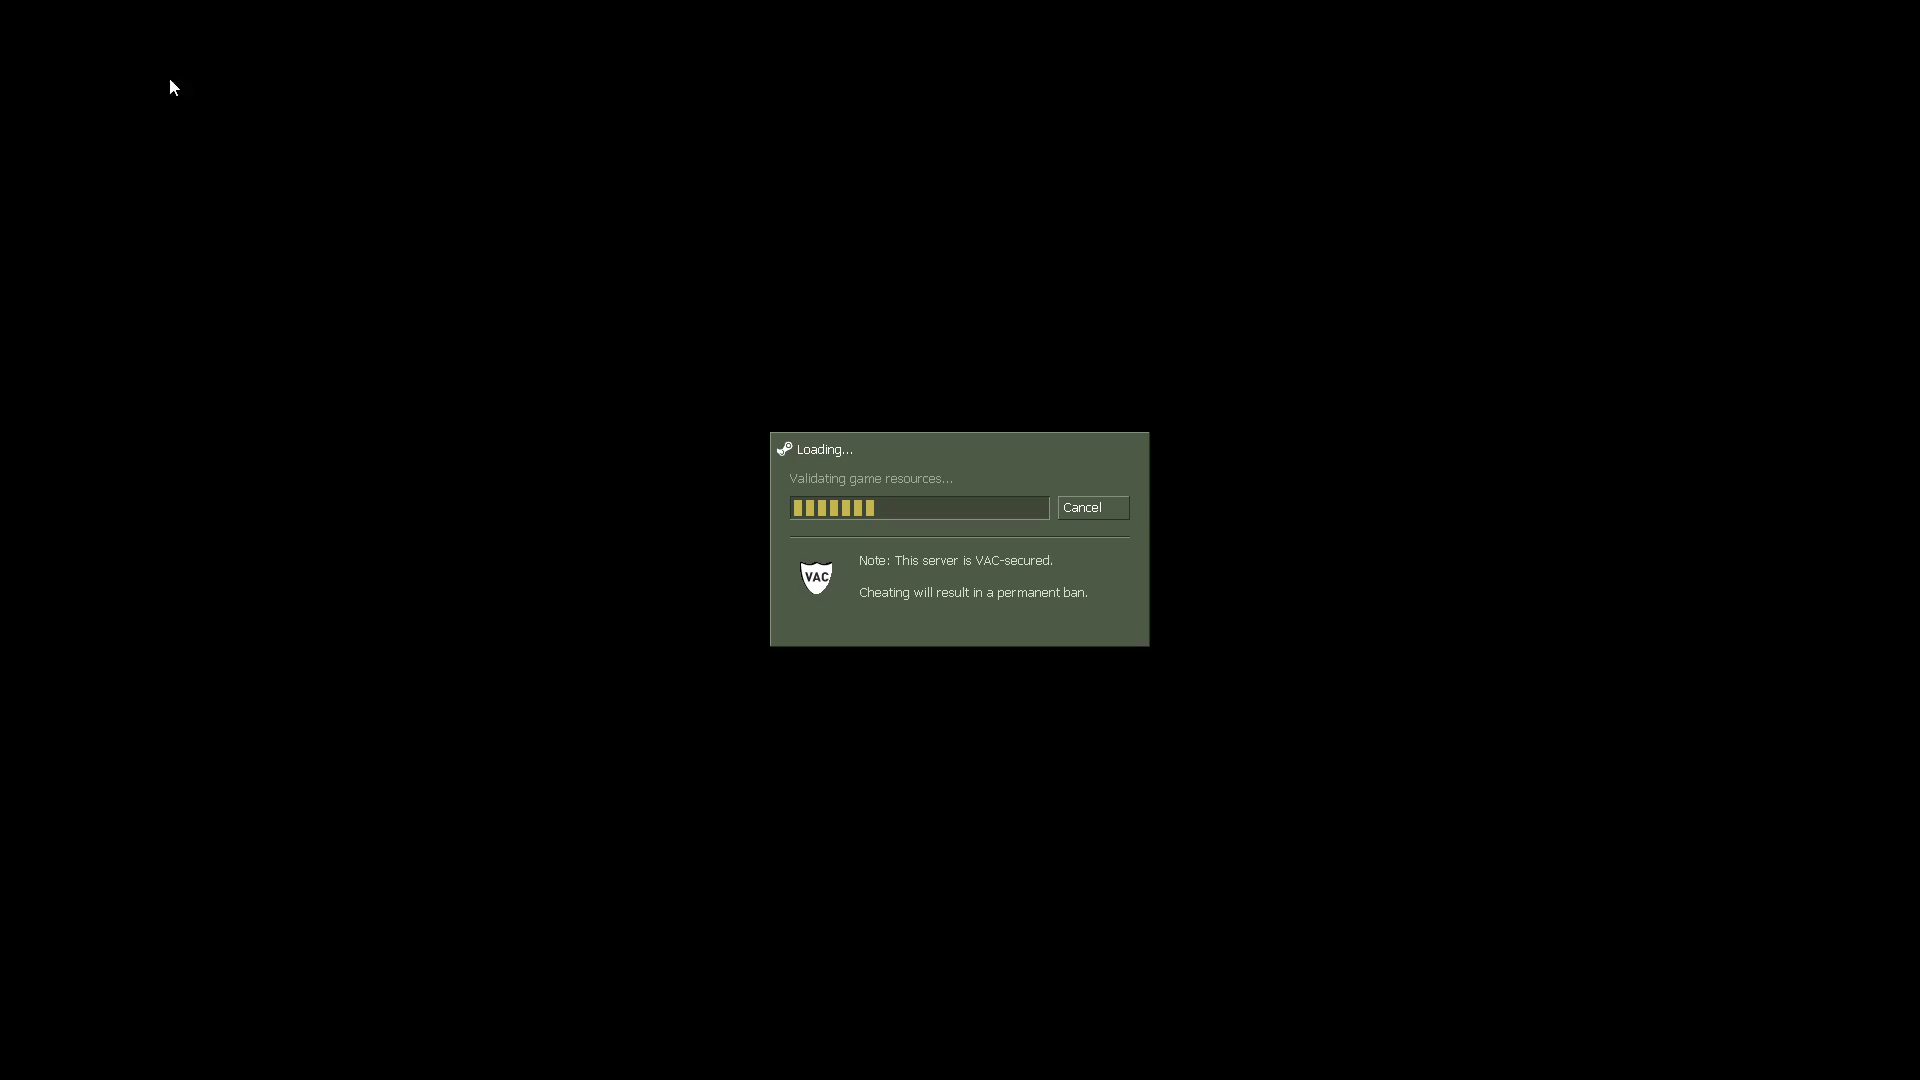 Loading...
Validating game resources...
Cancel
VAC
Note: This server is VAC-secured.
Cheating will result in a permanent ban.